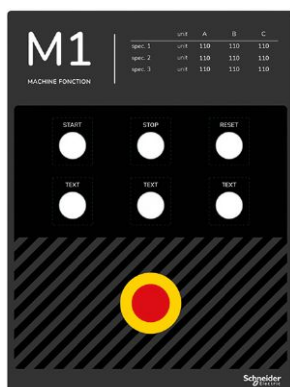 M1
MACHINE FONCTION
unit A B C
spec. 1 unit 110 110 110
spec. 2 unit 110 110 110
spec. 3 unit 110 110 110
START STOP RESET
TEXT TEXT TEXT
Schneider
Electric